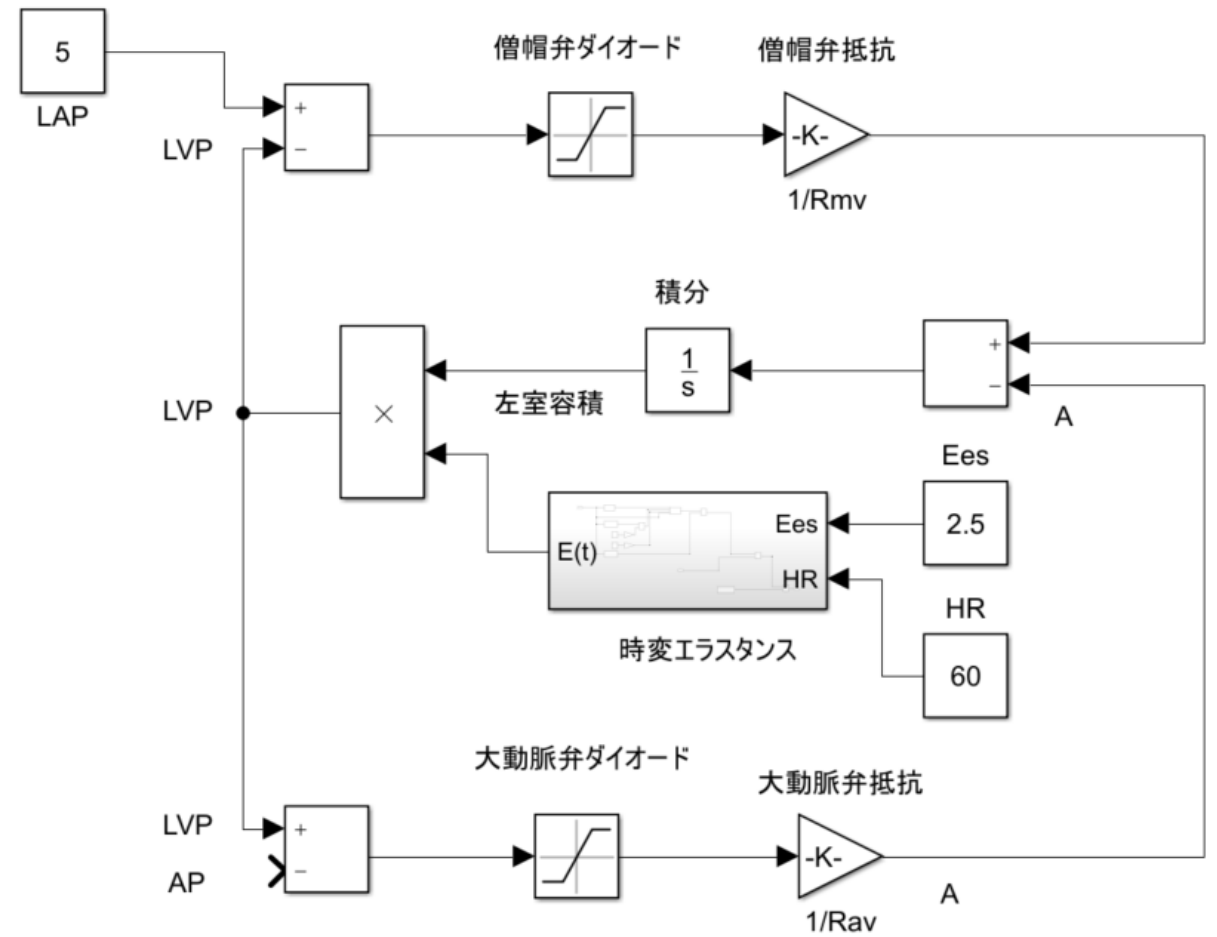 5
LAP
僧帽弁ダイオード
僧帽弁抵抗
+
−
LVP
-K-
1/Rmv
積分
1
s
左室容積
+
−
A
LVP
×
Ees
2.5
E(t)
Ees
HR
時変エラスタンス
HR
60
大動脈弁ダイオード
大動脈弁抵抗
LVP
+
AP
−
-K-
1/Rav
A